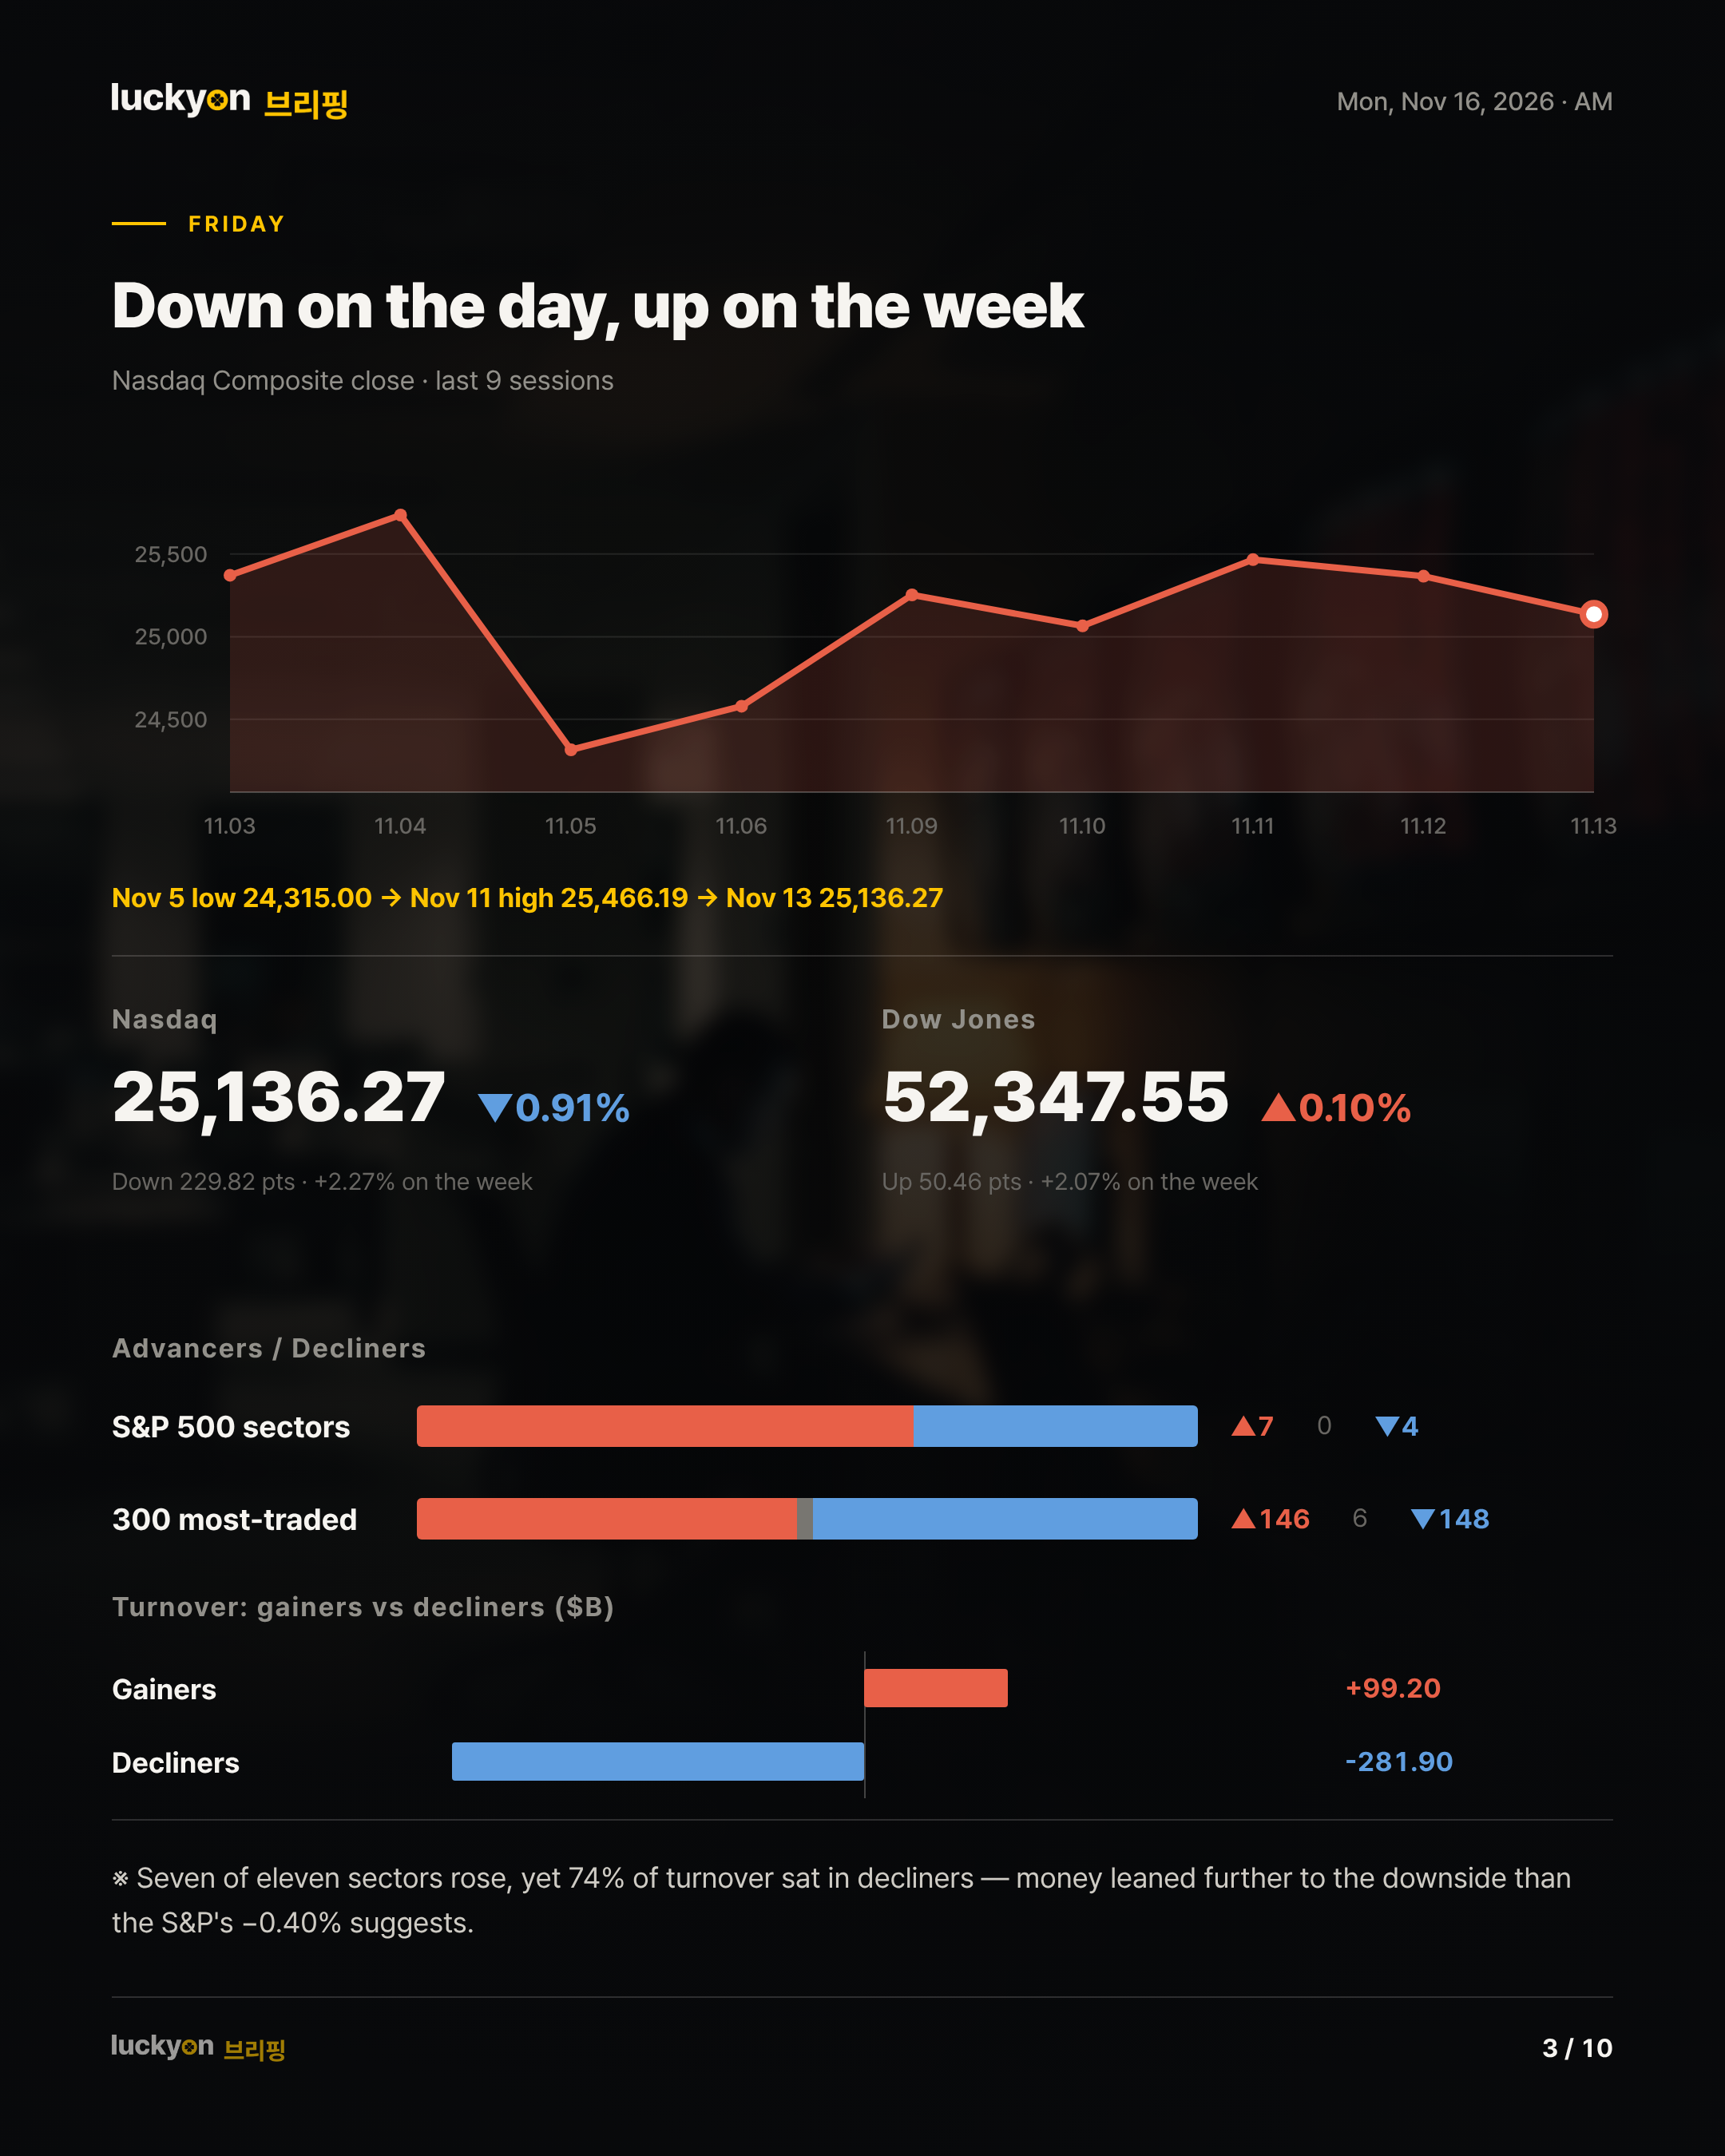 luckyon 브리핑
Mon, Nov 16, 2026 · AM
FRIDAY
Down on the day, up on the week
Nasdaq Composite close · last 9 sessions
25,500
25,000
24,500
11.03 11.04 11.05 11.06 11.09 11.10 11.11 11.12 11.13
Nov 5 low 24,315.00 → Nov 11 high 25,466.19 → Nov 13 25,136.27
Nasdaq
25,136.27 ▼0.91%
Down 229.82 pts · +2.27% on the week
Dow Jones
52,347.55 ▲0.10%
Up 50.46 pts · +2.07% on the week
Advancers / Decliners
S&P 500 sectors ▲7 0 ▼4
300 most-traded ▲146 6 ▼148
Turnover: gainers vs decliners ($B)
Gainers +99.20
Decliners -281.90
※ Seven of eleven sectors rose, yet 74% of turnover sat in decliners — money leaned further to the downside than
the S&P's −0.40% suggests.
luckyon 브리핑
3 / 10